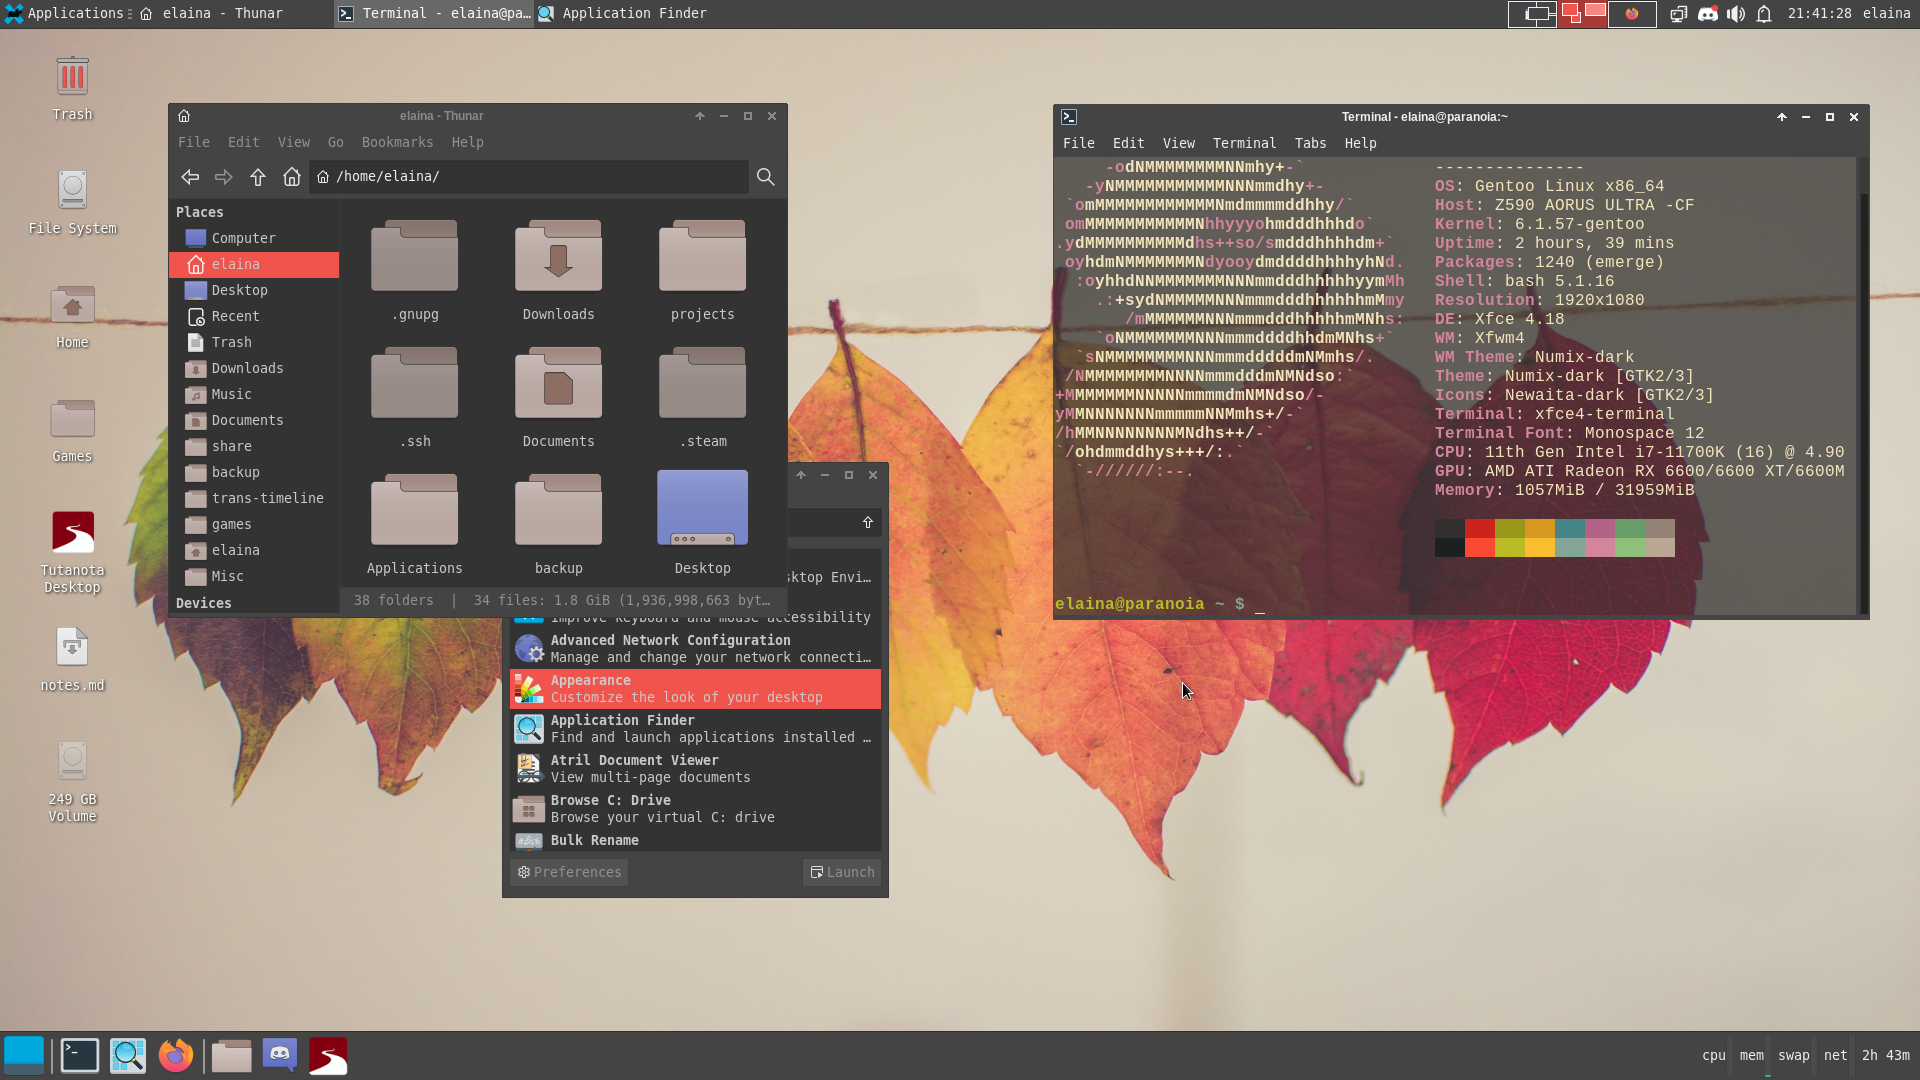 Applications
elaina - Thunar
Terminal - elaina@pa...
Application Finder
21:41:28
elaina
Trash
File System
Home
Games
Tutanota
Desktop
notes.md
249 GB
Volume
elaina - Thunar
File Edit View Go Bookmarks Help
/home/elaina/
Places
Computer
elaina
Desktop
Recent
Trash
Downloads
Music
Documents
share
backup
trans-timeline
games
elaina
Misc
Devices
.gnupg Downloads projects
.ssh Documents .steam
Applications backup Desktop
38 folders | 34 files: 1.8 GiB (1,936,998,663 byt…
sktop Envi…
Improve keyboard and mouse accessibility
Advanced Network Configuration
Manage and change your network connecti…
Appearance
Customize the look of your desktop
Application Finder
Find and launch applications installed …
Atril Document Viewer
View multi-page documents
Browse C: Drive
Browse your virtual C: drive
Bulk Rename
Preferences
Launch
Terminal - elaina@paranoia:~
File Edit View Terminal Tabs Help
---------------
OS: Gentoo Linux x86_64
Host: Z590 AORUS ULTRA -CF
Kernel: 6.1.57-gentoo
Uptime: 2 hours, 39 mins
Packages: 1240 (emerge)
Shell: bash 5.1.16
Resolution: 1920x1080
DE: Xfce 4.18
WM: Xfwm4
WM Theme: Numix-dark
Theme: Numix-dark [GTK2/3]
Icons: Newaita-dark [GTK2/3]
Terminal: xfce4-terminal
Terminal Font: Monospace 12
CPU: 11th Gen Intel i7-11700K (16) @ 4.90
GPU: AMD ATI Radeon RX 6600/6600 XT/6600M
Memory: 1057MiB / 31959MiB
elaina@paranoia ~ $ _
cpu mem swap net 2h 43m